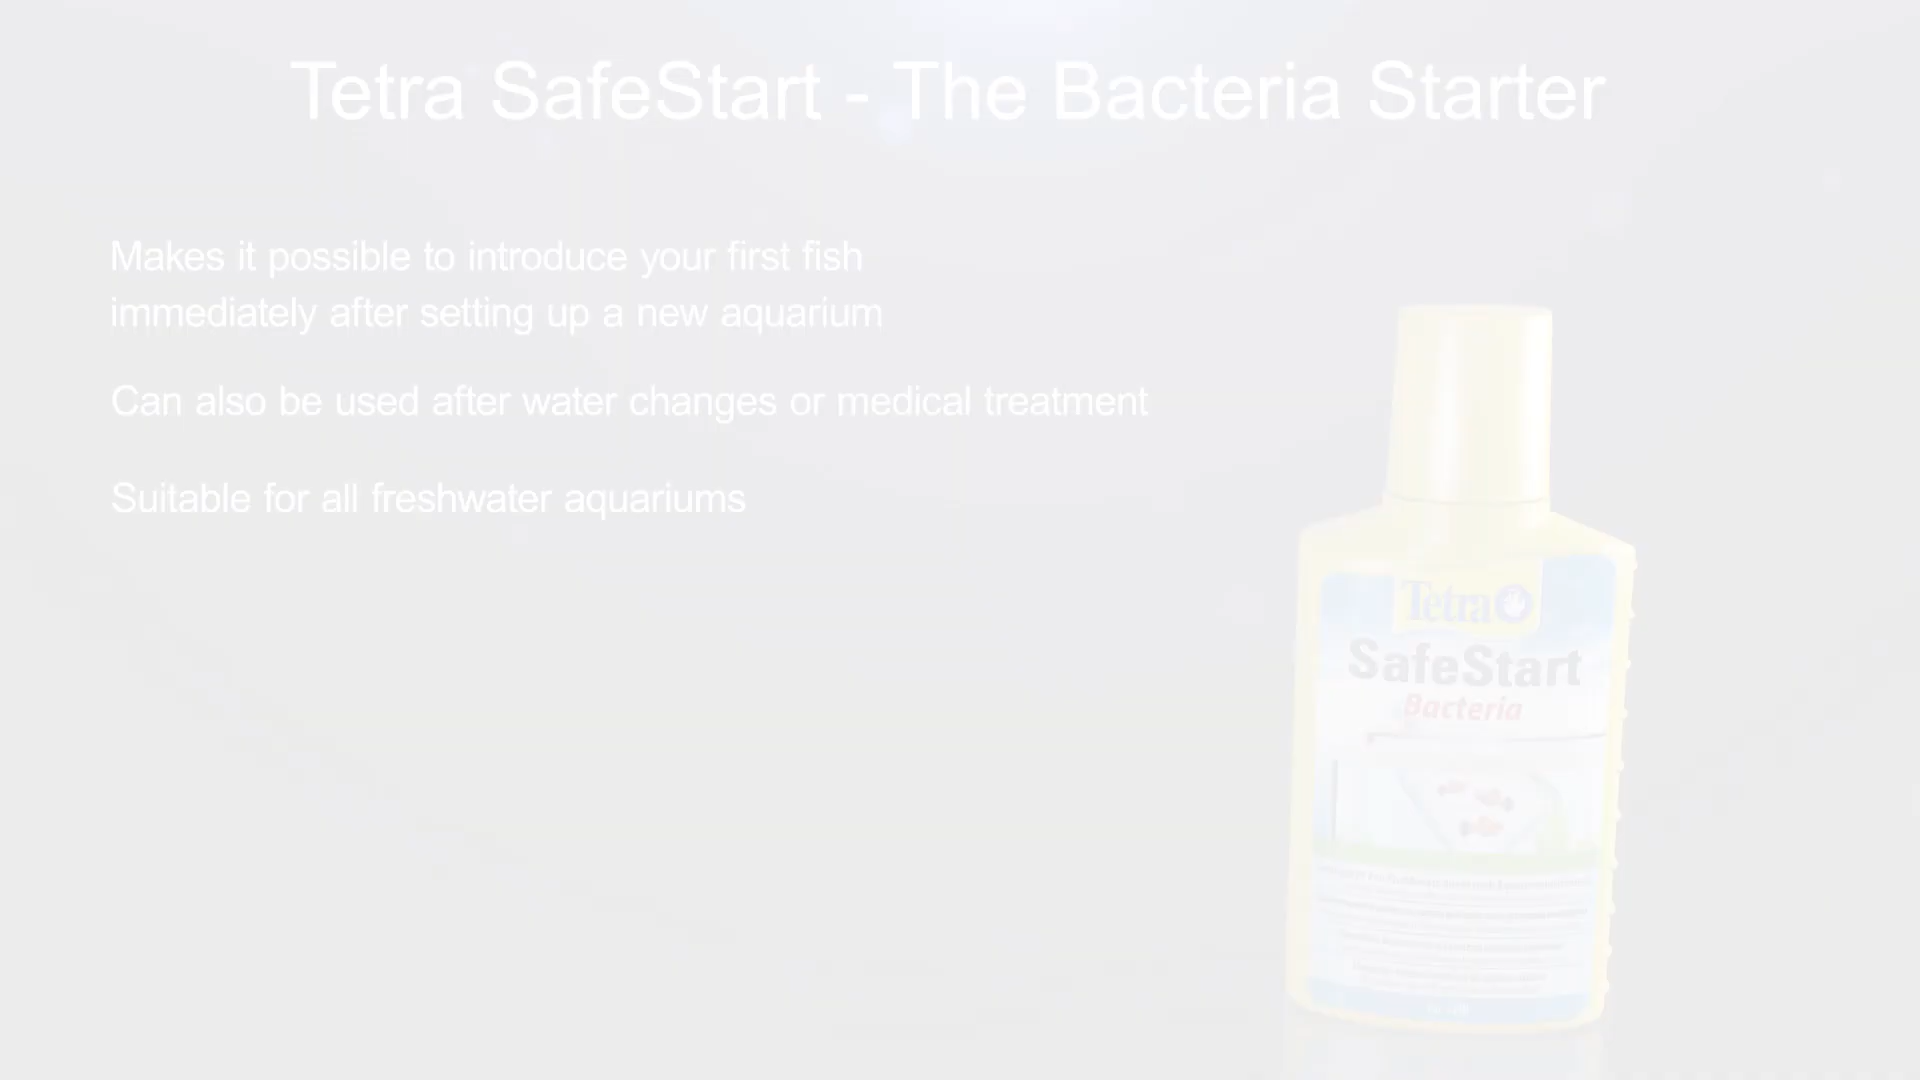 Tetra SafeStart - The Bacteria Starter
Makes it possible to introduce your first fish
immediately after setting up a new aquarium
Can also be used after water changes or medical treatment
Suitable for all freshwater aquariums
Tetra
SafeStart
Bacteria